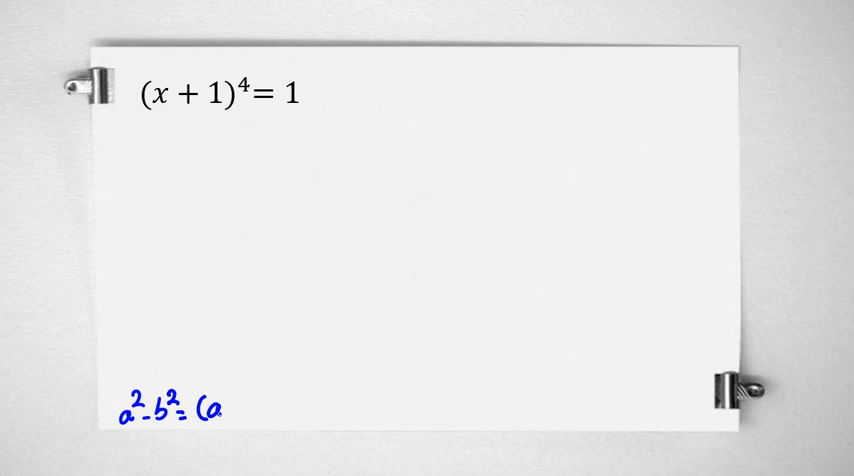 (x + 1)⁴= 1
a²-b²= (a